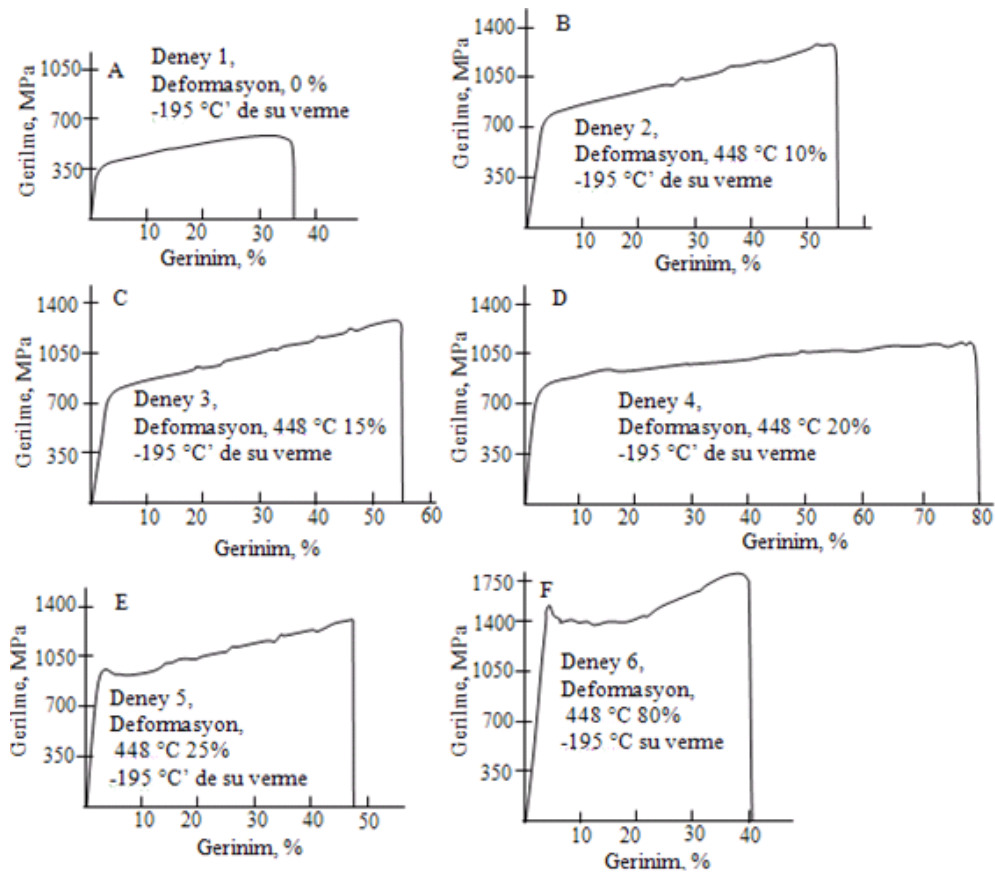 A
Deney 1,
Deformasyon, 0 %
-195 °C' de su verme
Gerilme, MPa
1050
700
350
10 20 30 40
Gerinim, %
B
Deney 2,
Deformasyon, 448 °C 10%
-195 °C' de su verme
Gerilme, MPa
1400
1050
700
350
10 20 30 40 50
Gerinim, %
C
Deney 3,
Deformasyon, 448 °C 15%
-195 °C' de su verme
Gerilme, MPa
1400
1050
700
350
10 20 30 40 50 60
Gerinim, %
D
Deney 4,
Deformasyon, 448 °C 20%
-195 °C' de su verme
Gerilme, MPa
1400
1050
700
350
10 20 30 40 50 60 70 80
Gerinim, %
E
Deney 5,
Deformasyon,
448 °C 25%
-195 °C' de su verme
Gerilme, MPa
1400
1050
700
350
10 20 30 40 50
Gerinim, %
F
Deney 6,
Deformasyon,
448 °C 80%
-195 °C su verme
Gerilme, MPa
1750
1400
1050
700
350
10 20 30 40
Gerinim, %